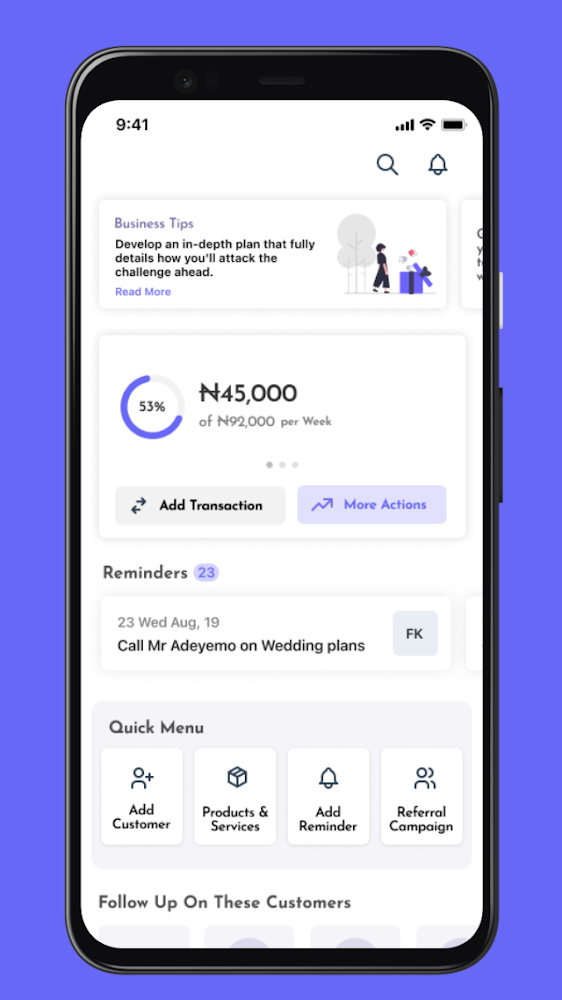 9:41
Business Tips
Develop an in-depth plan that fully
details how you'll attack the
challenge ahead.
Read More
53%
₦45,000
of ₦92,000 per Week
Add Transaction
More Actions
Reminders 23
23 Wed Aug, 19
Call Mr Adeyemo on Wedding plans
FK
Quick Menu
Add
Customer
Products &
Services
Add
Reminder
Referral
Campaign
Follow Up On These Customers